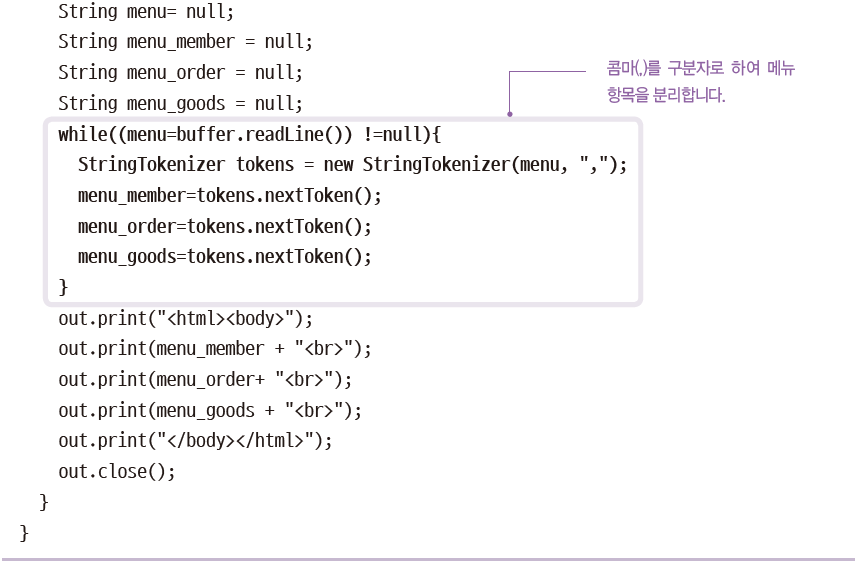 String menu= null;
String menu_member = null;
String menu_order = null;
String menu_goods = null;
콤마(,)를 구분자로 하여 메뉴
항목을 분리합니다.
while((menu=buffer.readLine()) !=null){
StringTokenizer tokens = new StringTokenizer(menu, ",");
menu_member=tokens.nextToken();
menu_order=tokens.nextToken();
menu_goods=tokens.nextToken();
}
out.print("<html><body>");
out.print(menu_member + "<br>");
out.print(menu_order+ "<br>");
out.print(menu_goods + "<br>");
out.print("</body></html>");
out.close();
}
}